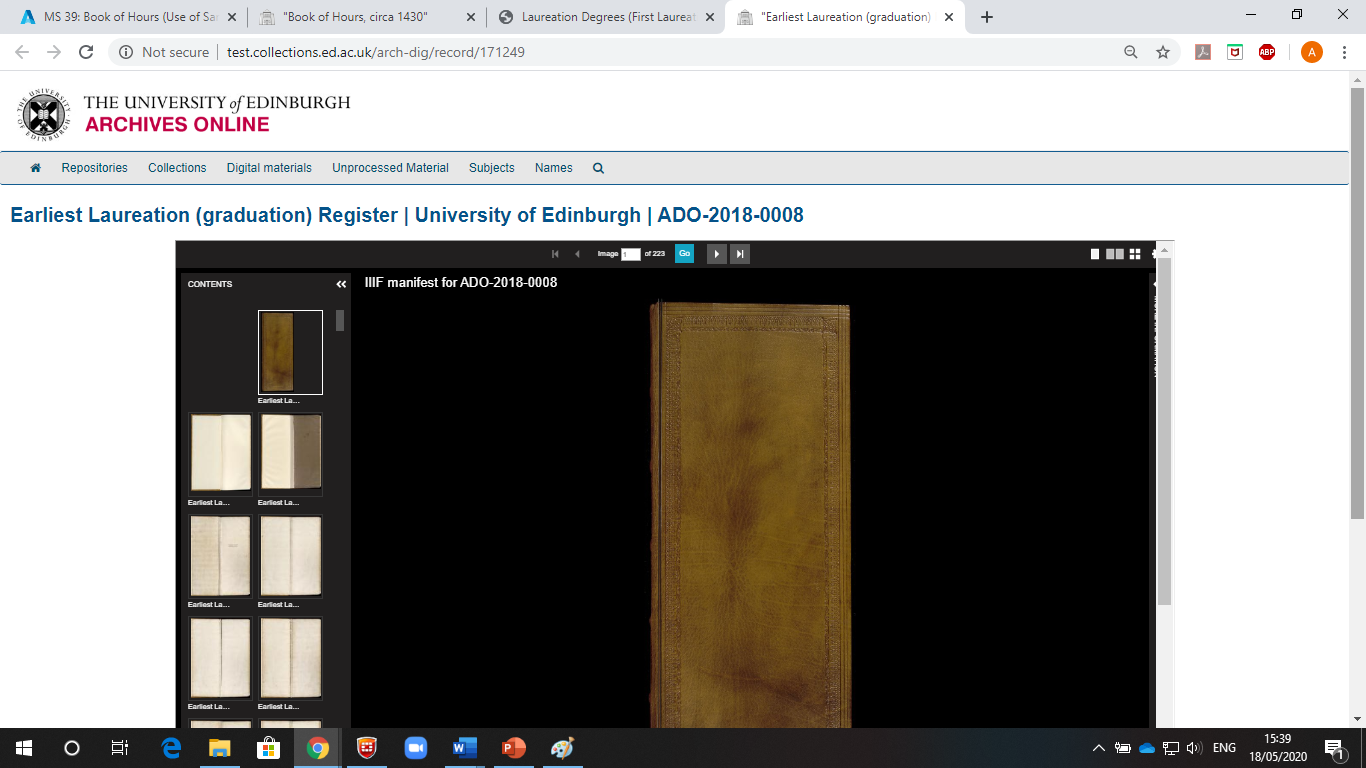 MS 39: Book of Hours (Use of Sar
"Book of Hours, circa 1430"
Laureation Degrees (First Laureat
"Earliest Laureation (graduation)
Not secure
test.collections.ed.ac.uk/arch-dig/record/171249
ABP
A
THE UNIVERSITY of EDINBURGH
ARCHIVES ONLINE
Repositories Collections Digital materials Unprocessed Material Subjects Names
Earliest Laureation (graduation) Register | University of Edinburgh | ADO-2018-0008
Image 1 of 223 Go
CONTENTS
IIIF manifest for ADO-2018-0008
Earliest La...
Earliest La... Earliest La...
Earliest La... Earliest La...
Earliest La... Earliest La...
ENG
15:39
18/05/2020
1